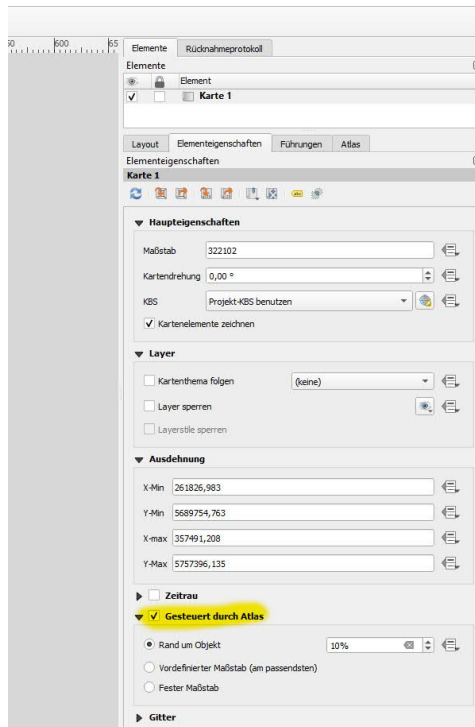 50 600 65
Elemente Rücknahmeprotokoll
Elemente
Element
Karte 1
Layout Elementeigenschaften Führungen Atlas
Elementeigenschaften
Karte 1
abc
Haupteigenschaften
Maßstab 322102
Kartendrehung 0,00 °
KBS Projekt-KBS benutzen
Kartenelemente zeichnen
Layer
Kartenthema folgen (keine)
Layer sperren
Layerstile sperren
Ausdehnung
X-Min 261826,983
Y-Min 5689754,763
X-max 357491,208
Y-Max 5757396,135
Zeitrau
Gesteuert durch Atlas
Rand um Objekt 10%
Vordefinierter Maßstab (am passendsten)
Fester Maßstab
Gitter